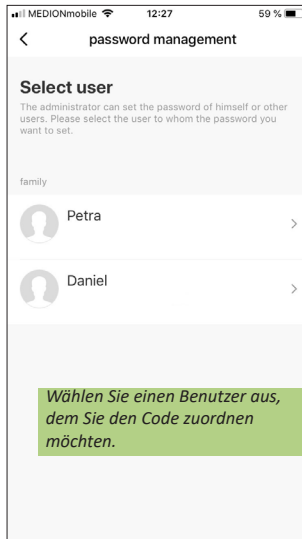 MEDIONmobile 12:27 59 %
password management
Select user
The administrator can set the password of himself or other
users. Please select the user to whom the password you
want to set.
family
Petra
Daniel
Wählen Sie einen Benutzer aus,
dem Sie den Code zuordnen
möchten.